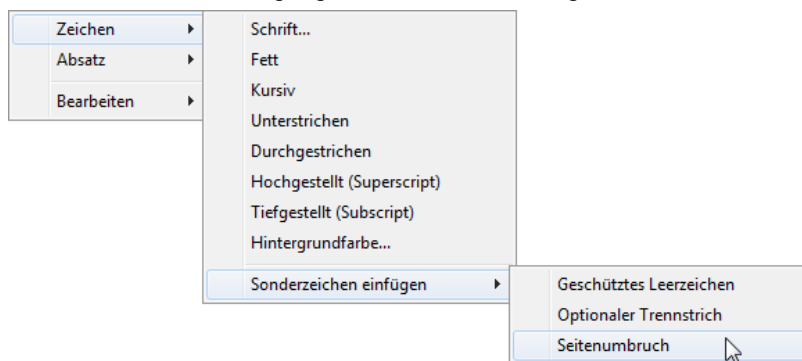 Zeichen
Absatz
Bearbeiten
Schrift...
Fett
Kursiv
Unterstrichen
Durchgestrichen
Hochgestellt (Superscript)
Tiefgestellt (Subscript)
Hintergrundfarbe...
Sonderzeichen einfügen
Geschütztes Leerzeichen
Optionaler Trennstrich
Seitenumbruch